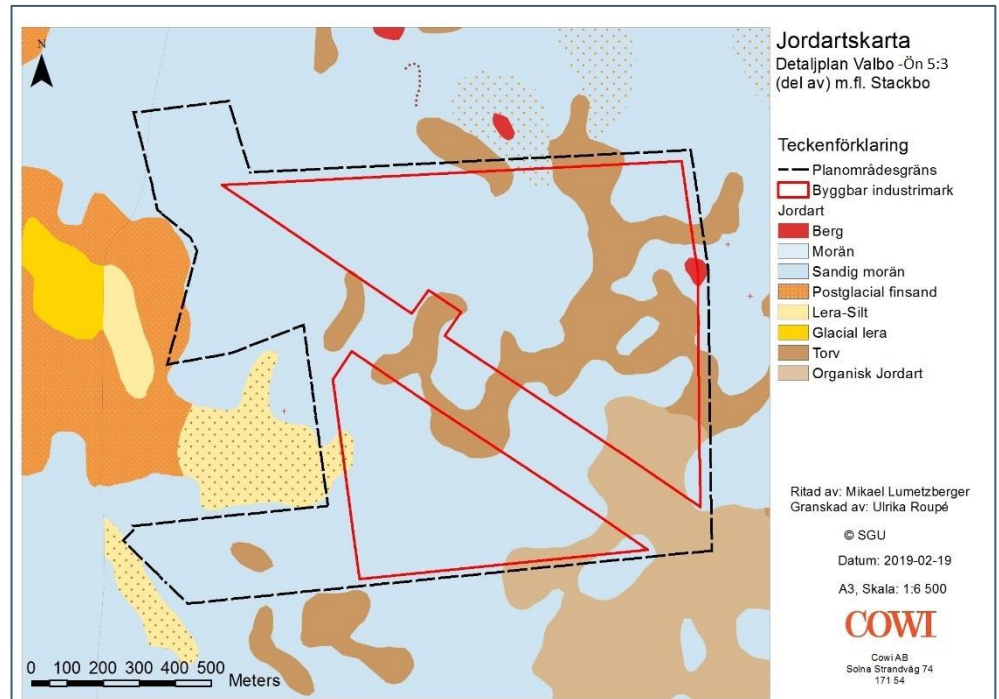 N
Jordartskarta
Detaljplan Valbo -Ön 5:3
(del av) m.fl. Stackbo
Teckenförklaring
Planområdesgräns
Byggbar industrimark
Jordart
Berg
Morän
Sandig morän
Postglacial finsand
Lera-Silt
Glacial lera
Torv
Organisk Jordart
Ritad av: Mikael Lumetzberger
Granskad av: Ulrika Roupé
© SGU
Datum: 2019-02-19
A3, Skala: 1:6 500
COWI
Cowi AB
Solna Strandväg 74
171 54
0 100 200 300 400 500
Meters